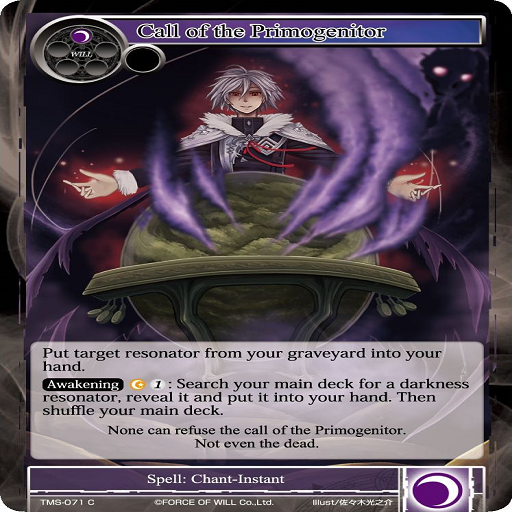 Call of the Primogenitor
WILL
Put target resonator from your graveyard into your
hand.
Awakening 1 : Search your main deck for a darkness
resonator, reveal it and put it into your hand. Then
shuffle your main deck.
None can refuse the call of the Primogenitor.
Not even the dead.
Spell: Chant-Instant
TMS-071 C ©FORCE OF WILL Co.,Ltd. Illust/佐々木光之介